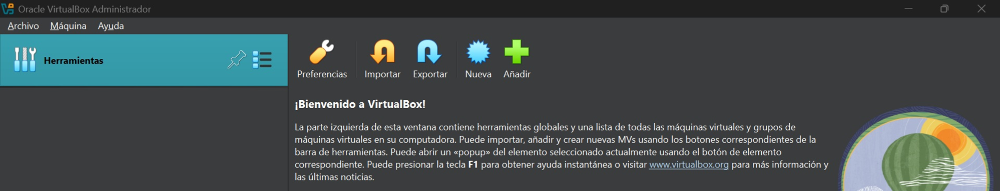 Oracle VirtualBox Administrador
Archivo Máquina Ayuda
Herramientas
Preferencias Importar Exportar Nueva Añadir
¡Bienvenido a VirtualBox!
La parte izquierda de esta ventana contiene herramientas globales y una lista de todas las máquinas virtuales y grupos de
máquinas virtuales en su computadora. Puede importar, añadir y crear nuevas MVs usando los botones correspondientes de la
barra de herramientas. Puede abrir un «popup» del elemento seleccionado actualmente usando el botón de elemento
correspondiente. Puede presionar la tecla F1 para obtener ayuda instantánea o visitar www.virtualbox.org para más información y
las últimas noticias.